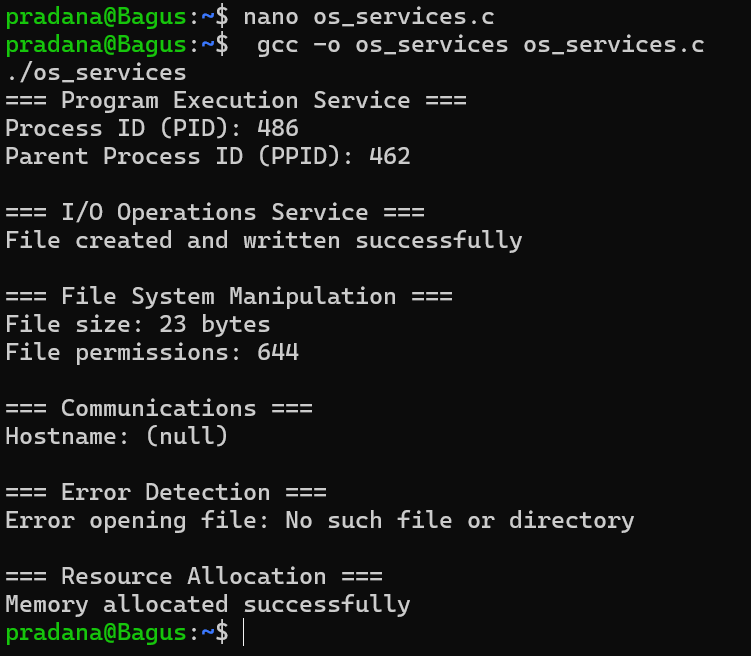 pradana@Bagus:~$ nano os_services.c
pradana@Bagus:~$  gcc -o os_services os_services.c
./os_services
=== Program Execution Service ===
Process ID (PID): 486
Parent Process ID (PPID): 462

=== I/O Operations Service ===
File created and written successfully

=== File System Manipulation ===
File size: 23 bytes
File permissions: 644

=== Communications ===
Hostname: (null)

=== Error Detection ===
Error opening file: No such file or directory

=== Resource Allocation ===
Memory allocated successfully
pradana@Bagus:~$